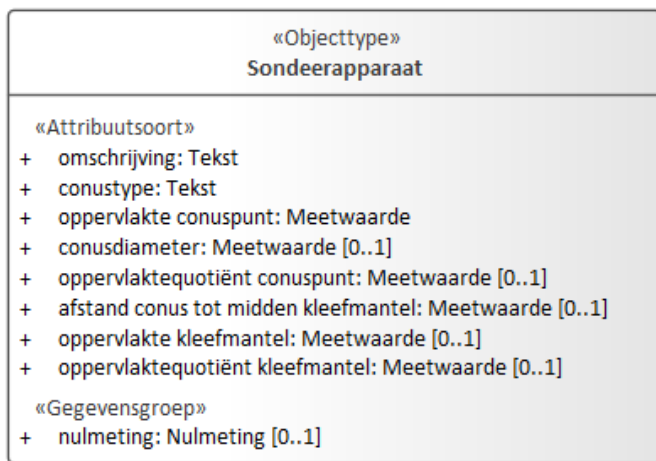 «Objecttype»
Sondeerapparaat
«Attribuutsoort»
+ omschrijving: Tekst
+ conustype: Tekst
+ oppervlakte conuspunt: Meetwaarde
+ conusdiameter: Meetwaarde [0..1]
+ oppervlaktequotiënt conuspunt: Meetwaarde [0..1]
+ afstand conus tot midden kleefmantel: Meetwaarde [0..1]
+ oppervlakte kleefmantel: Meetwaarde [0..1]
+ oppervlaktequotiënt kleefmantel: Meetwaarde [0..1]
«Gegevensgroep»
+ nulmeting: Nulmeting [0..1]